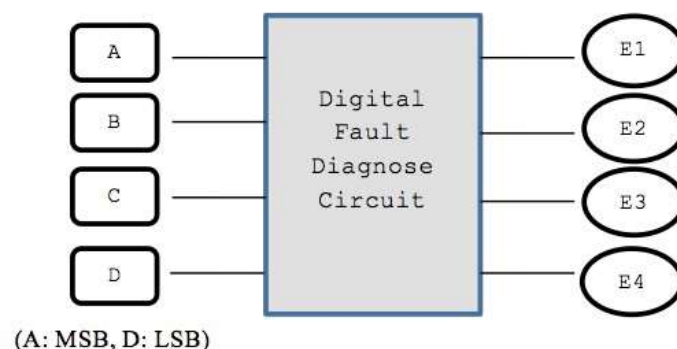 A
B
C
D
Digital
Fault
Diagnose
Circuit
E1
E2
E3
E4
(A: MSB, D: LSB)